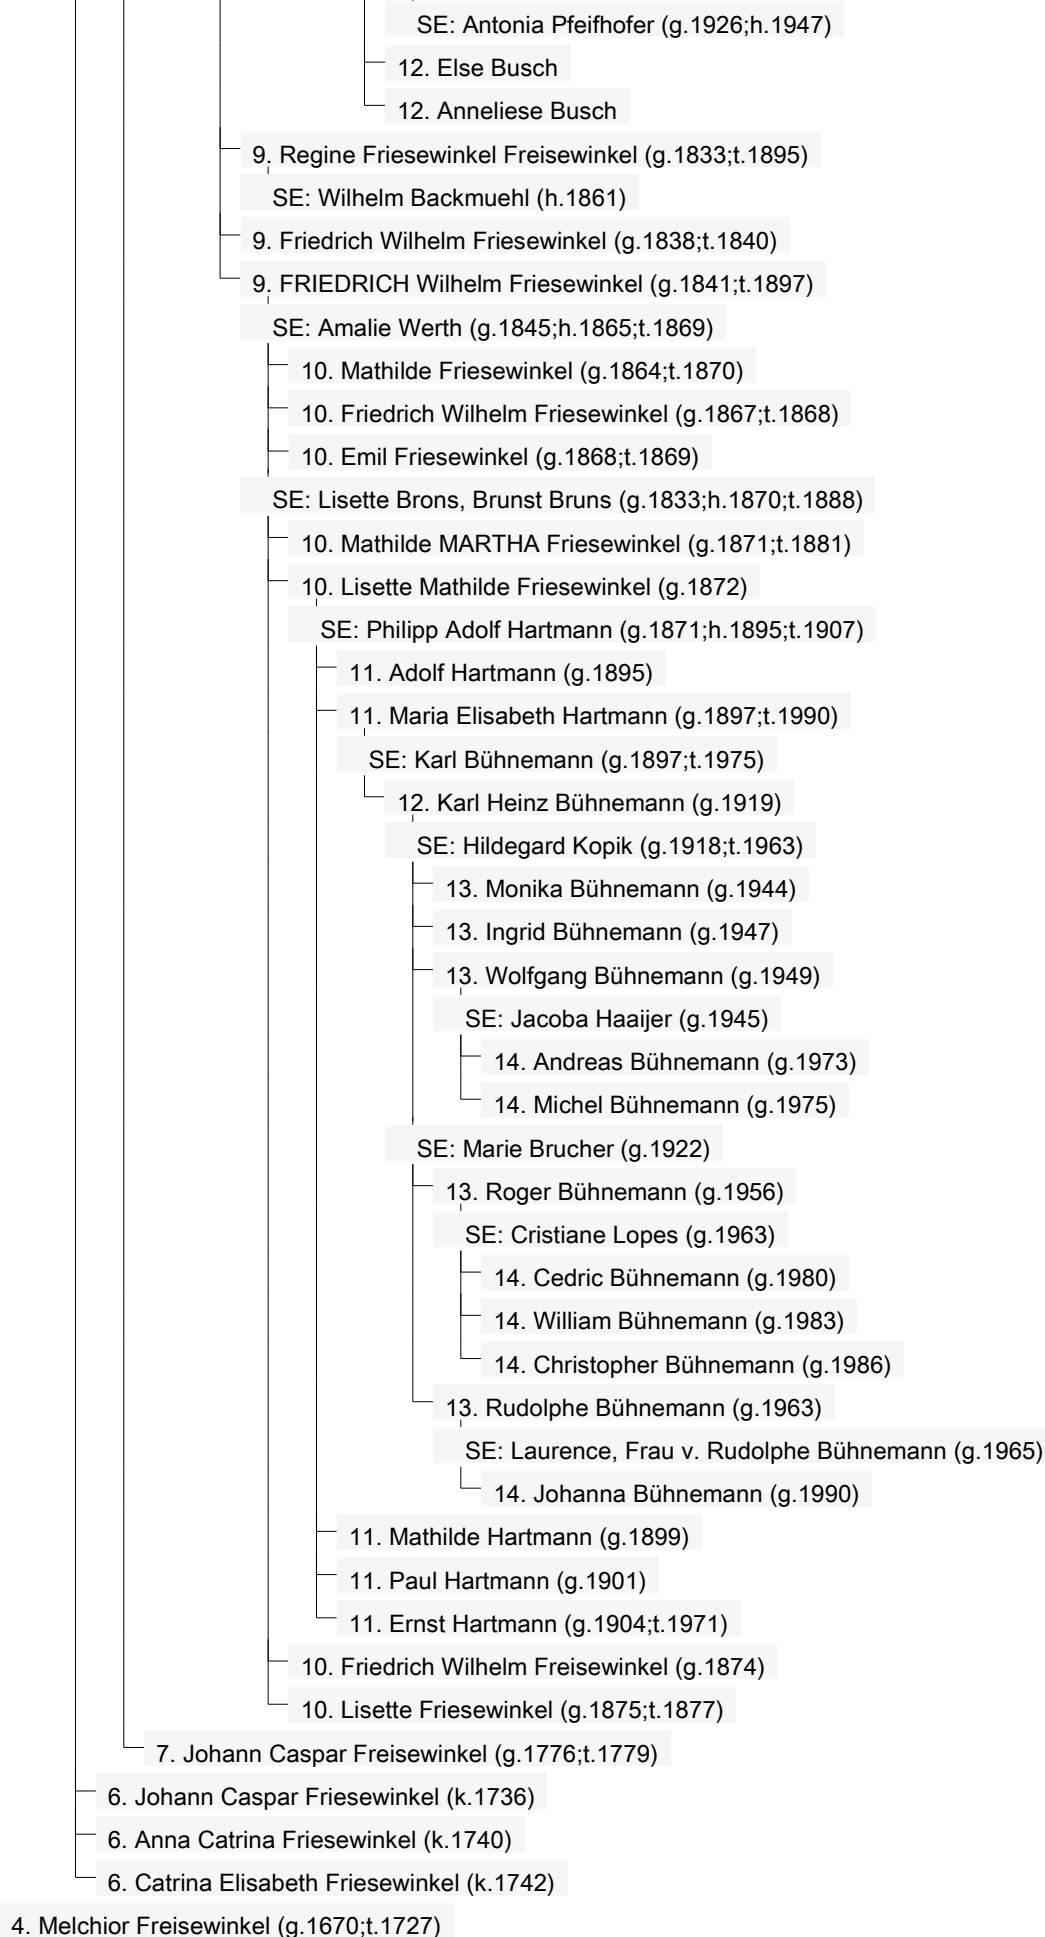 SE: Antonia Pfeifhofer (g.1926;h.1947)
12. Else Busch
12. Anneliese Busch
9. Regine Friesewinkel Freisewinkel (g.1833;t.1895)
SE: Wilhelm Backmuehl (h.1861)
9. Friedrich Wilhelm Friesewinkel (g.1838;t.1840)
9. FRIEDRICH Wilhelm Friesewinkel (g.1841;t.1897)
SE: Amalie Werth (g.1845;h.1865;t.1869)
10. Mathilde Friesewinkel (g.1864;t.1870)
10. Friedrich Wilhelm Friesewinkel (g.1867;t.1868)
10. Emil Friesewinkel (g.1868;t.1869)
SE: Lisette Brons, Brunst Bruns (g.1833;h.1870;t.1888)
10. Mathilde MARTHA Friesewinkel (g.1871;t.1881)
10. Lisette Mathilde Friesewinkel (g.1872)
SE: Philipp Adolf Hartmann (g.1871;h.1895;t.1907)
11. Adolf Hartmann (g.1895)
11. Maria Elisabeth Hartmann (g.1897;t.1990)
SE: Karl Bühnemann (g.1897;t.1975)
12. Karl Heinz Bühnemann (g.1919)
SE: Hildegard Kopik (g.1918;t.1963)
13. Monika Bühnemann (g.1944)
13. Ingrid Bühnemann (g.1947)
13. Wolfgang Bühnemann (g.1949)
SE: Jacoba Haaijer (g.1945)
14. Andreas Bühnemann (g.1973)
14. Michel Bühnemann (g.1975)
SE: Marie Brucher (g.1922)
13. Roger Bühnemann (g.1956)
SE: Cristiane Lopes (g.1963)
14. Cedric Bühnemann (g.1980)
14. William Bühnemann (g.1983)
14. Christopher Bühnemann (g.1986)
13. Rudolphe Bühnemann (g.1963)
SE: Laurence, Frau v. Rudolphe Bühnemann (g.1965)
14. Johanna Bühnemann (g.1990)
11. Mathilde Hartmann (g.1899)
11. Paul Hartmann (g.1901)
11. Ernst Hartmann (g.1904;t.1971)
10. Friedrich Wilhelm Freisewinkel (g.1874)
10. Lisette Friesewinkel (g.1875;t.1877)
7. Johann Caspar Freisewinkel (g.1776;t.1779)
6. Johann Caspar Friesewinkel (k.1736)
6. Anna Catrina Friesewinkel (k.1740)
6. Catrina Elisabeth Friesewinkel (k.1742)
4. Melchior Freisewinkel (g.1670;t.1727)